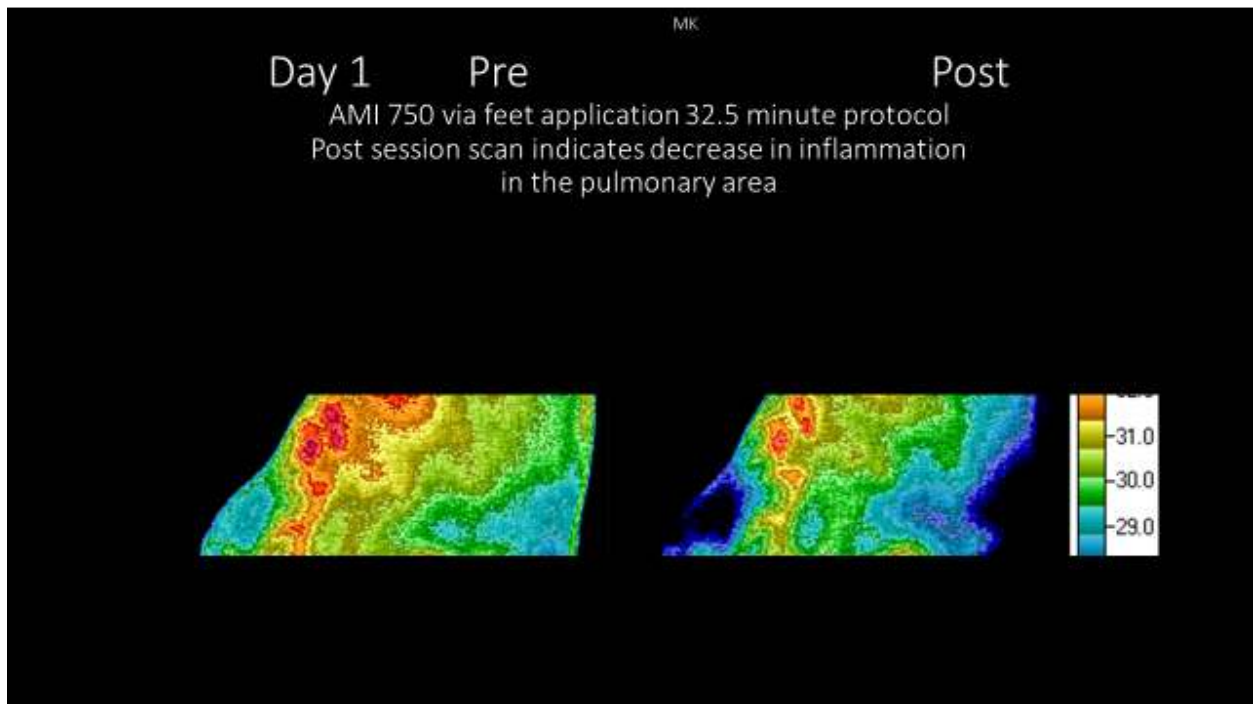 MK
Day 1 Pre Post
AMI 750 via feet application 32.5 minute protocol
Post session scan indicates decrease in inflammation
in the pulmonary area
31.0
30.0
29.0